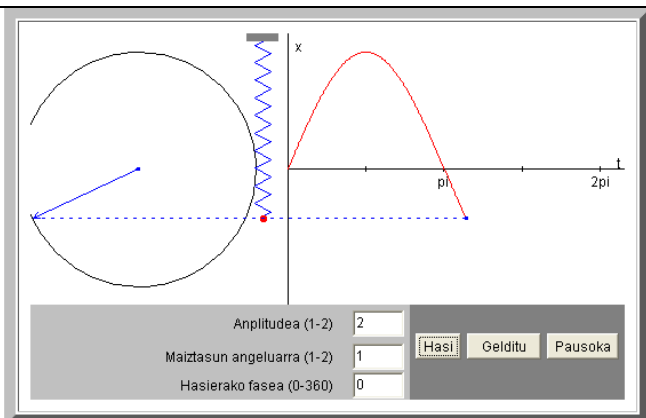 x
t
pi
2pi
Anplitudea (1-2) 2
Maiztasun angeluarra (1-2) 1
Hasierako fasea (0-360) 0
Hasi Gelditu Pausoka